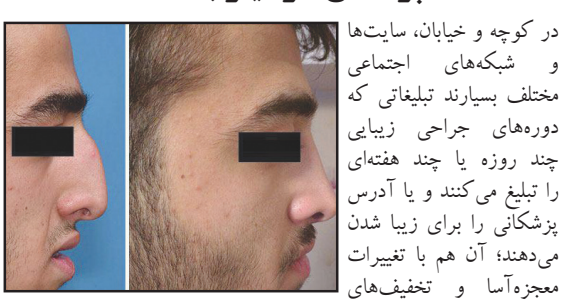 در کوچه و خیابان، سایت‌ها
و شبکه‌های اجتماعی
مختلف بسیارند تبلیغاتی که
دوره‌های جراحی زیبایی
چند روزه یا چند هفته‌ای
را تبلیغ می‌کنند و یا آدرس
پزشکانی را برای زیبا شدن
می‌دهند؛ آن هم با تغییرات
معجزه‌آسا و تخفیف‌های